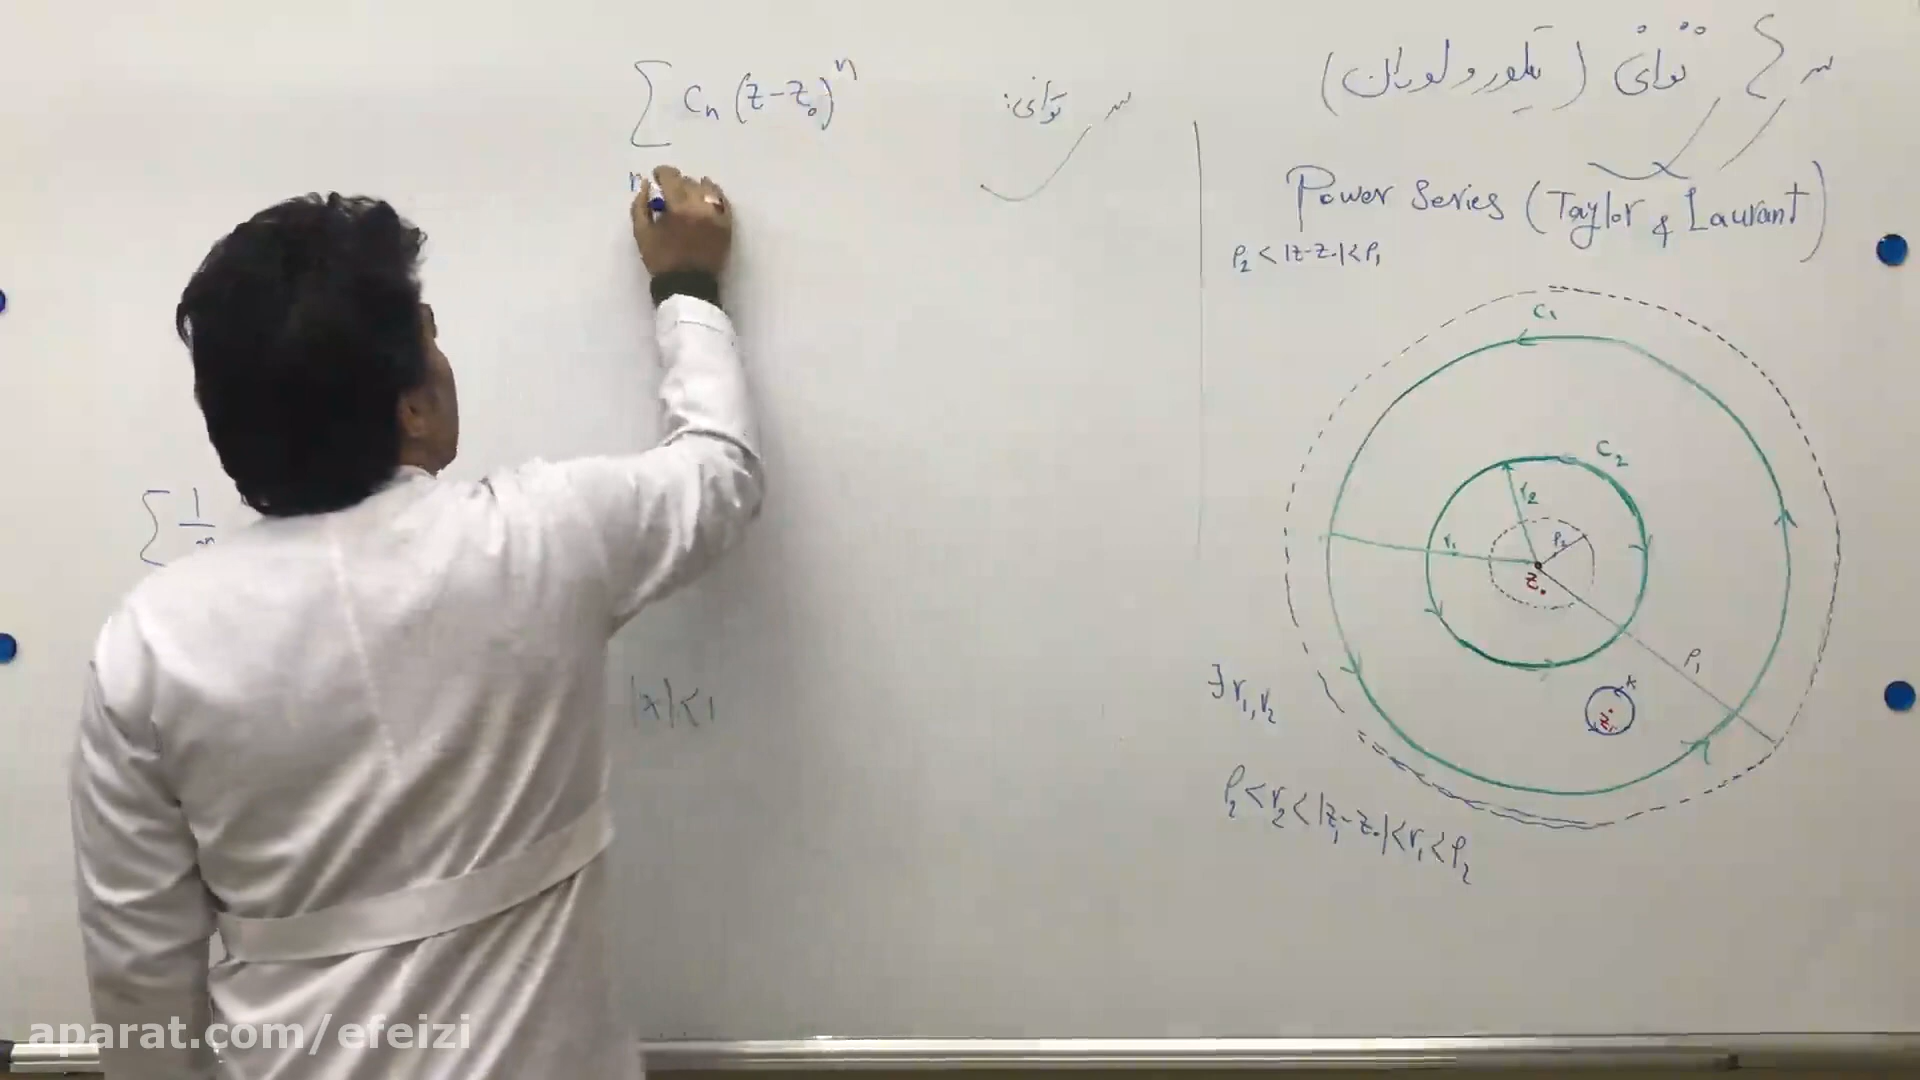 سری توانی (تیلور و لوران)
Power Series (Taylor & Laurant)
ρ₂ < |z-z₀| < ρ₁
سری توانی:
∑ Cₙ (z-z₀)ⁿ
n
∑ 1/n
|x| < 1
C₁
C₂
r₂
r₁
ρ₂
z₀
ρ₁
K
z₁
∃ r₁, r₂
ρ₂ < r₂ < |z₁-z₀| < r₁ < ρ₂
aparat.com/efeizi